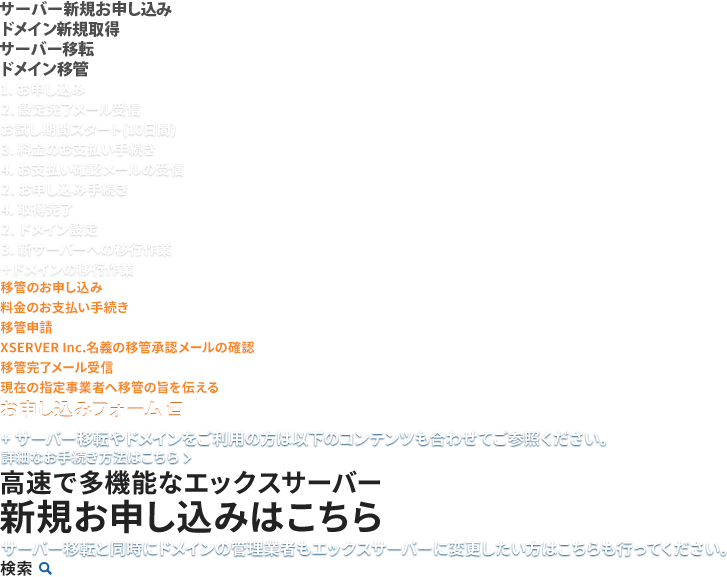 サーバー新規お申し込み
ドメイン新規取得
サーバー移転
ドメイン移管
1. お申し込み
2. 設定完了メール受信
お試し期間スタート(10日間)
3. 料金のお支払い手続き
4. お支払い確認メールの受信
2. お申し込み手続き
4. 取得完了
2. ドメイン設定
3. 新サーバーへの移行作業
+ドメインの移行作業
移管のお申し込み
料金のお支払い手続き
移管申請
XSERVER Inc.名義の移管承認メールの確認
移管完了メール受信
現在の指定事業者へ移管の旨を伝える
お申し込みフォーム
+ サーバー移転やドメインをご利用の方は以下のコンテンツも合わせてご参照ください。
詳細なお手続き方法はこちら
高速で多機能なエックスサーバー
新規お申し込みはこちら
サーバー移転と同時にドメインの管理業者もエックスサーバーに変更したい方はこちらも行ってください。
検索